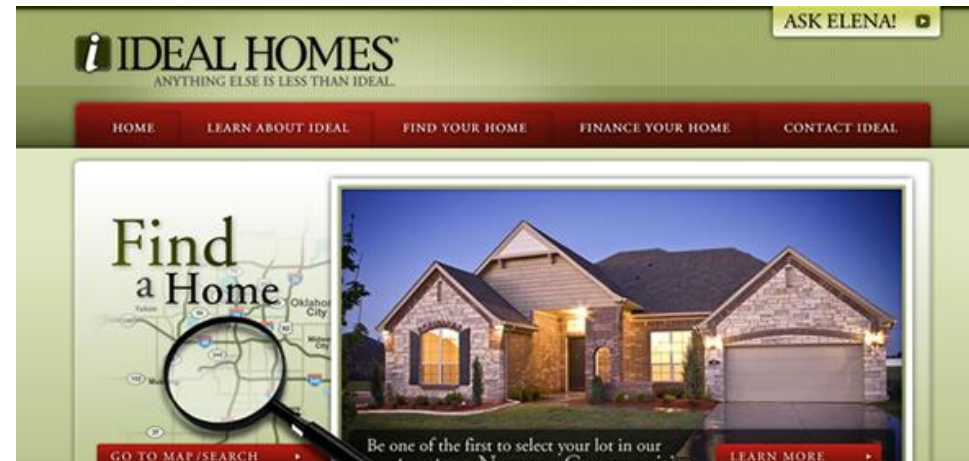 ASK ELENA!
i IDEAL HOMES®
ANYTHING ELSE IS LESS THAN IDEAL.
HOME LEARN ABOUT IDEAL FIND YOUR HOME FINANCE YOUR HOME CONTACT IDEAL
Find
a Home
Oklahoma
City
Yukon
Be one of the first to select your lot in our
GO TO MAP/SEARCH
LEARN MORE